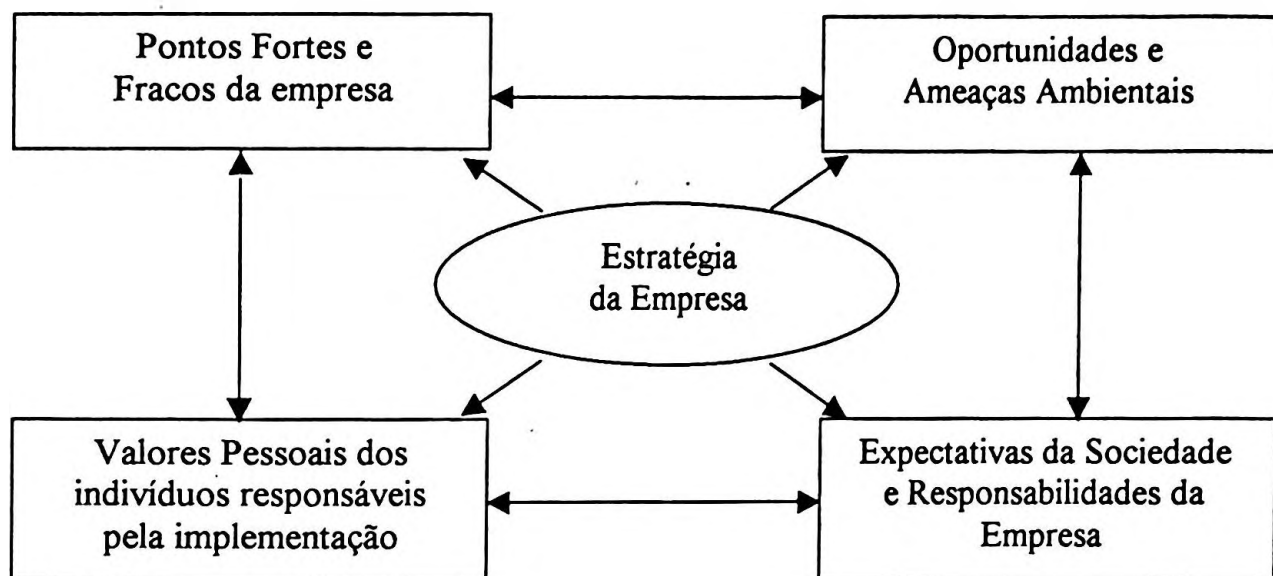 Pontos Fortes e
Fracos da empresa
Oportunidades e
Ameaças Ambientais
Estratégia
da Empresa
Valores Pessoais dos
indivíduos responsáveis
pela implementação
Expectativas da Sociedade
e Responsabilidades da
Empresa